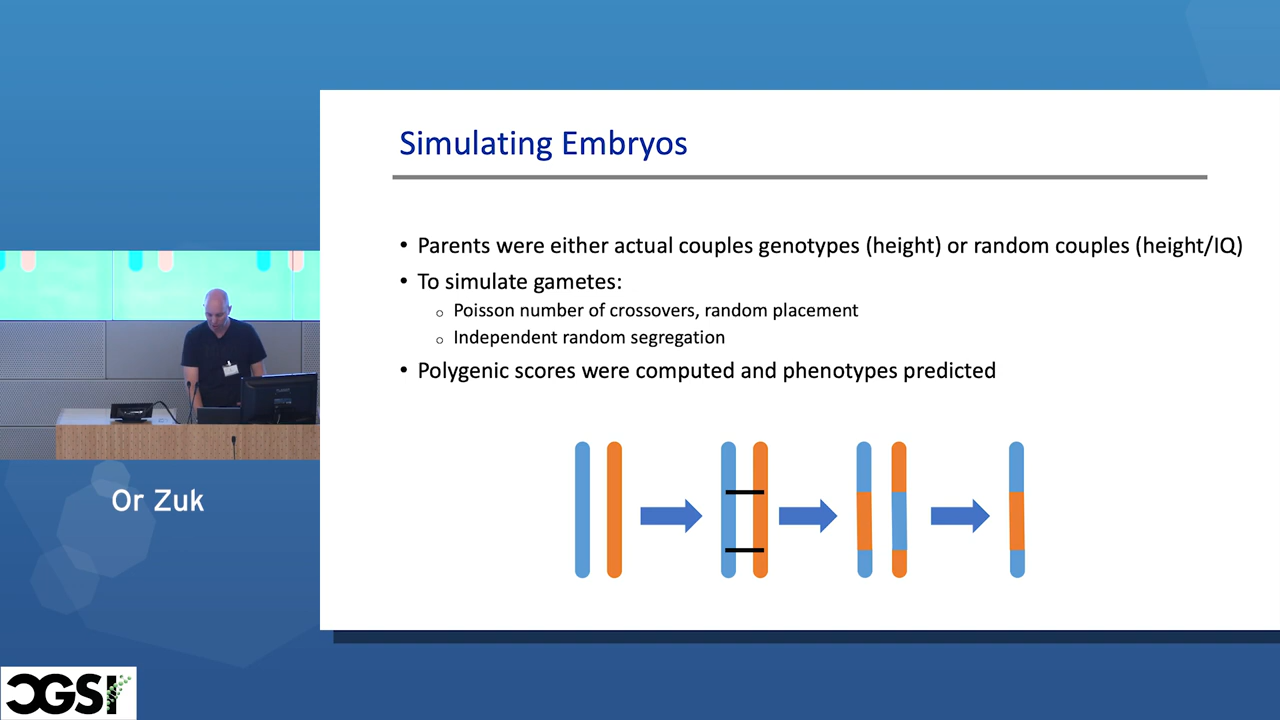 Simulating Embryos
• Parents were either actual couples genotypes (height) or random couples (height/IQ)
• To simulate gametes:
○ Poisson number of crossovers, random placement
○ Independent random segregation
• Polygenic scores were computed and phenotypes predicted
Or Zuk
CGSI